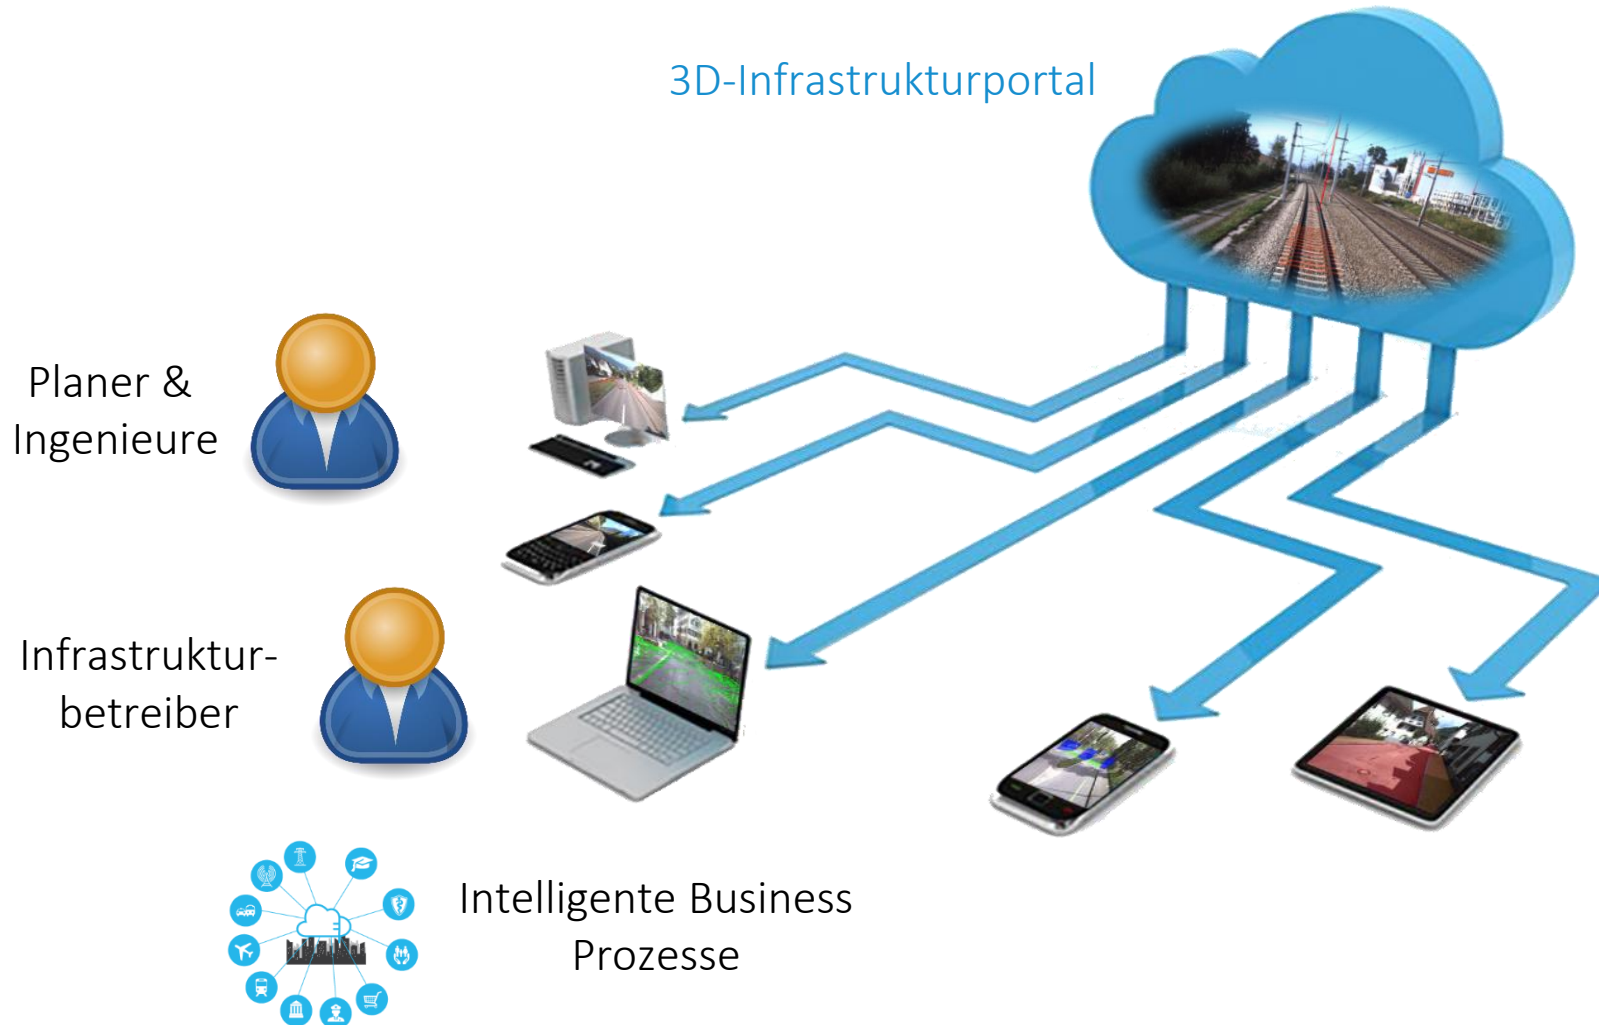 3D-Infrastrukturportal
Planer &
Ingenieure
Infrastruktur-
betreiber
Intelligente Business
Prozesse